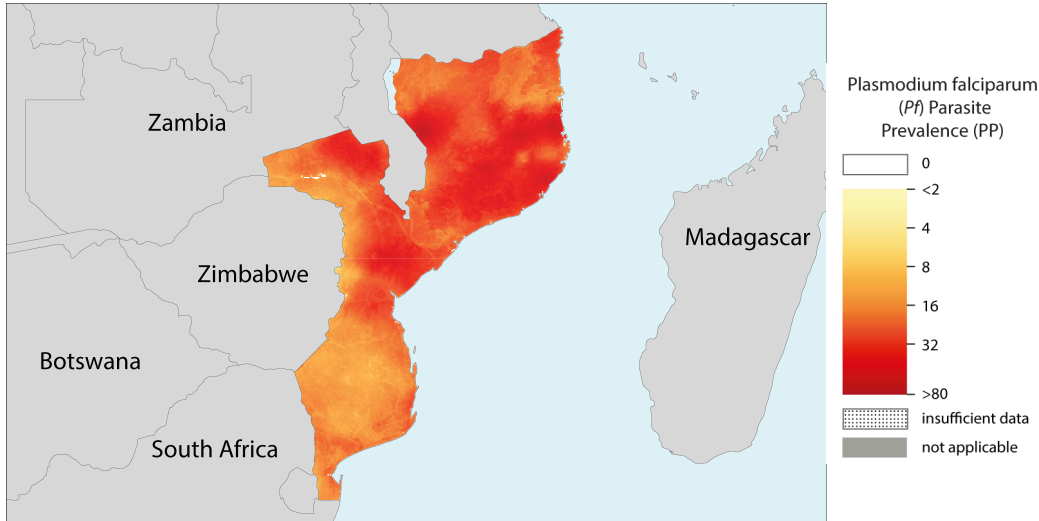 Zambia
Zimbabwe
Botswana
South Africa
Madagascar
Plasmodium falciparum
(Pf) Parasite
Prevalence (PP)
0
<2
4
8
16
32
>80
insufficient data
not applicable